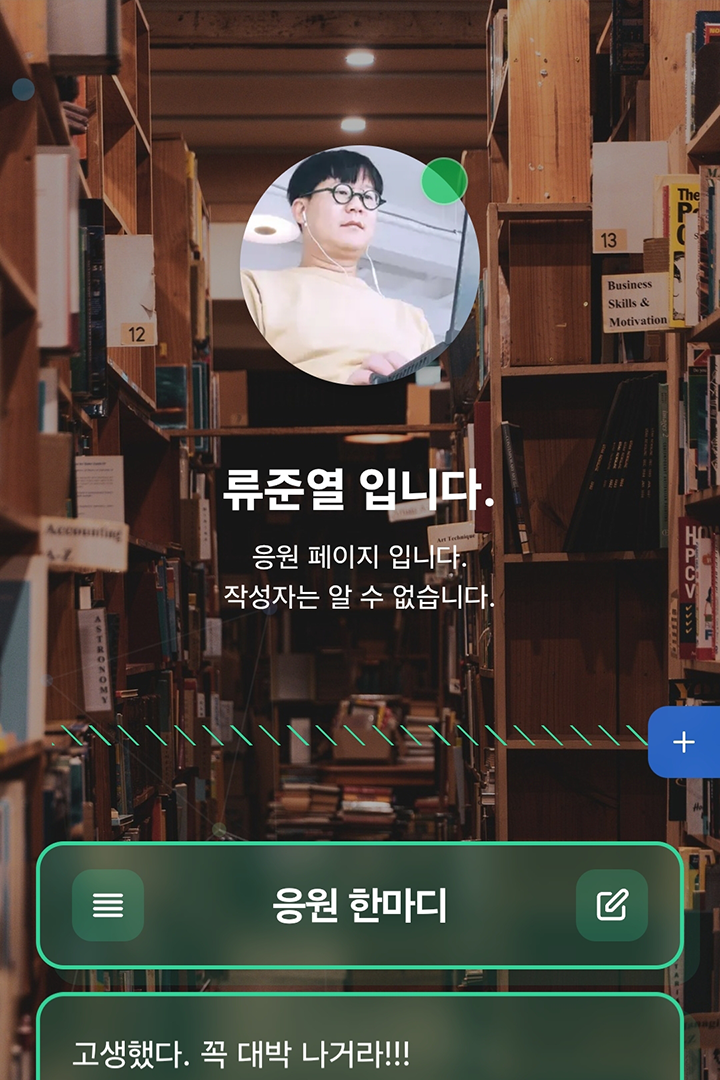 The
13
Business
Skills &
Motivation
12
류준열 입니다.
Accounting
A-Z
Art Technique
응원 페이지 입니다.
작성자는 알 수 없습니다.
ASTRONOMY
응원 한마디
고생했다. 꼭 대박 나거라!!!